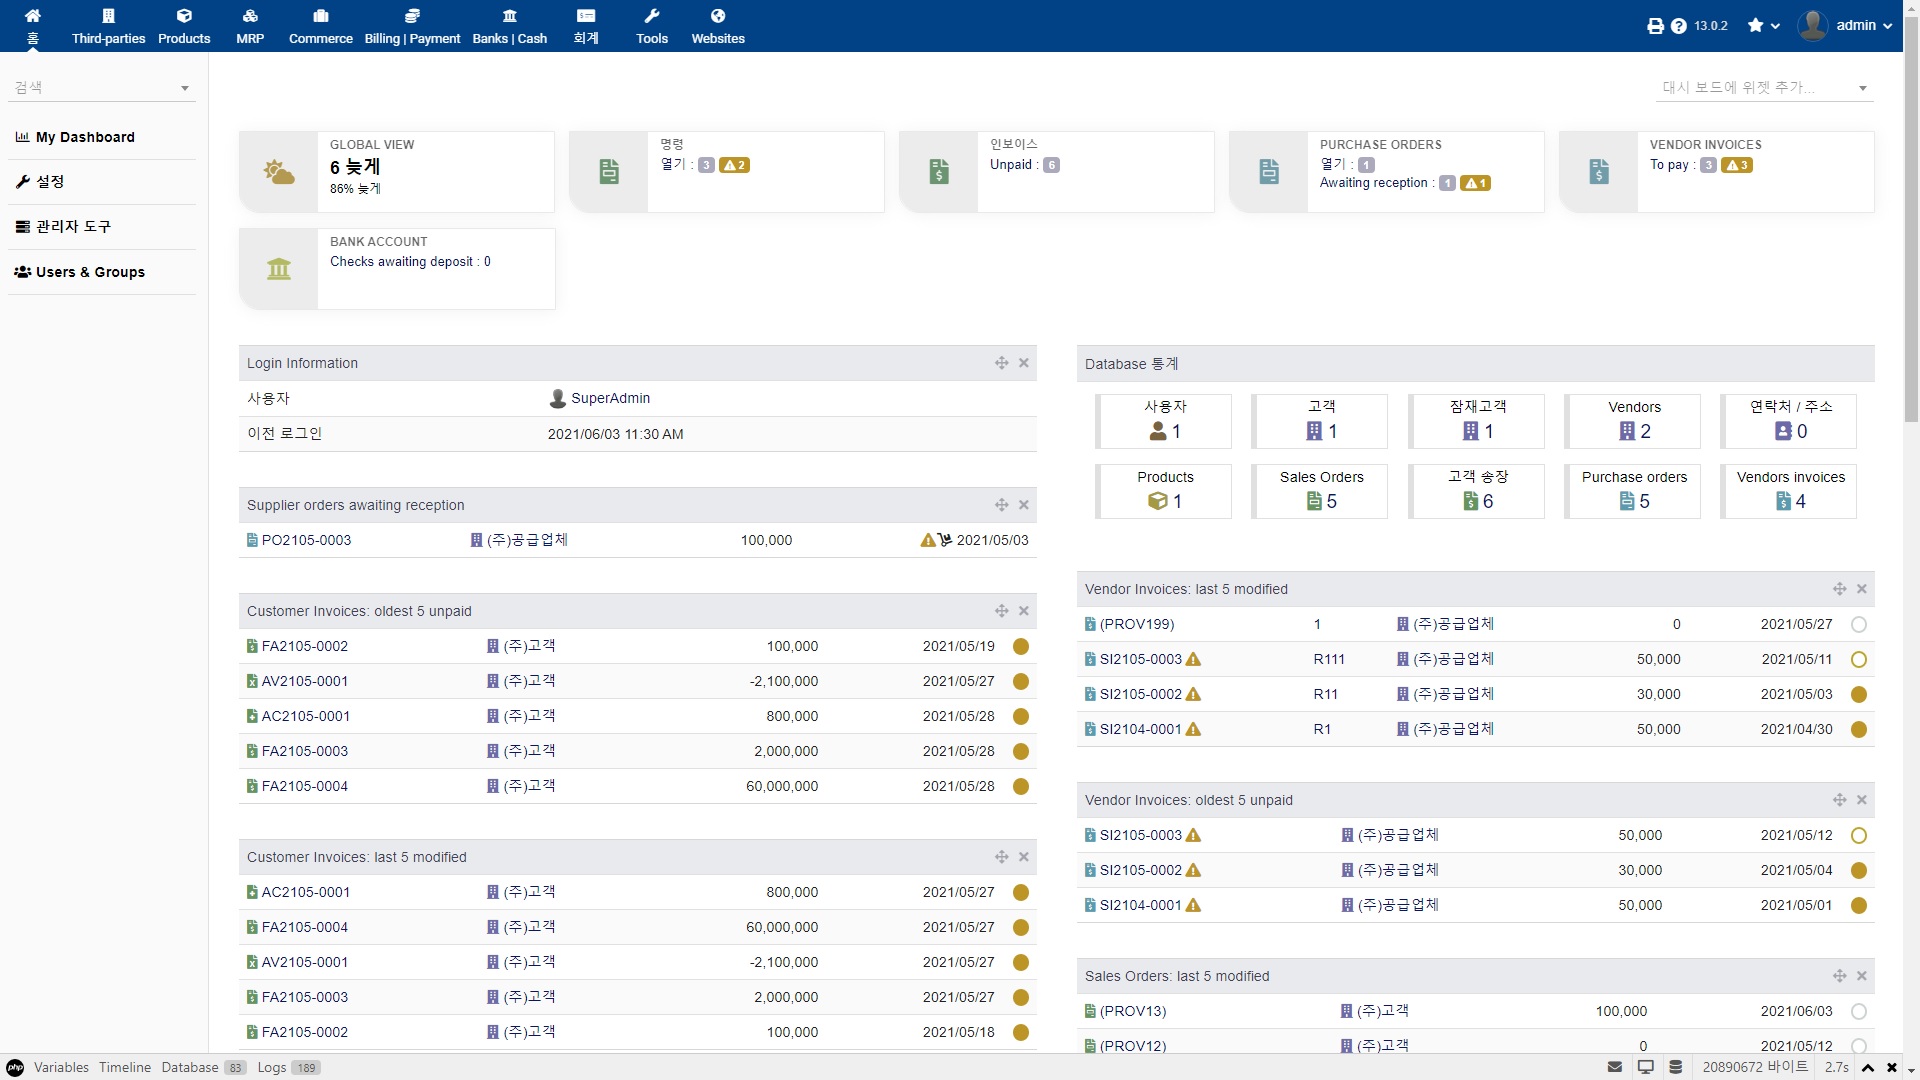 홈 Third-parties Products MRP Commerce Billing | Payment Banks | Cash 회계 Tools Websites 13.0.2 admin
검색
대시 보드에 위젯 추가...
My Dashboard
설정
관리자 도구
Users & Groups
GLOBAL VIEW
6 늦게
86% 늦게
명령
열기 : 3 2
인보이스
Unpaid : 6
PURCHASE ORDERS
열기 : 1
Awaiting reception : 1 1
VENDOR INVOICES
To pay : 3 3
BANK ACCOUNT
Checks awaiting deposit : 0
Login Information
사용자 SuperAdmin
이전 로그인 2021/06/03 11:30 AM
Supplier orders awaiting reception
PO2105-0003 (주)공급업체 100,000 2021/05/03
Customer Invoices: oldest 5 unpaid
FA2105-0002 (주)고객 100,000 2021/05/19
AV2105-0001 (주)고객 -2,100,000 2021/05/27
AC2105-0001 (주)고객 800,000 2021/05/28
FA2105-0003 (주)고객 2,000,000 2021/05/28
FA2105-0004 (주)고객 60,000,000 2021/05/28
Customer Invoices: last 5 modified
AC2105-0001 (주)고객 800,000 2021/05/27
FA2105-0004 (주)고객 60,000,000 2021/05/27
AV2105-0001 (주)고객 -2,100,000 2021/05/27
FA2105-0003 (주)고객 2,000,000 2021/05/27
FA2105-0002 (주)고객 100,000 2021/05/18
Database 통계
사용자 고객 잠재고객 Vendors 연락처 / 주소
1 1 1 2 0
Products Sales Orders 고객 송장 Purchase orders Vendors invoices
1 5 6 5 4
Vendor Invoices: last 5 modified
(PROV199) 1 (주)공급업체 0 2021/05/27
SI2105-0003 R111 (주)공급업체 50,000 2021/05/11
SI2105-0002 R11 (주)공급업체 30,000 2021/05/03
SI2104-0001 R1 (주)공급업체 50,000 2021/04/30
Vendor Invoices: oldest 5 unpaid
SI2105-0003 (주)공급업체 50,000 2021/05/12
SI2105-0002 (주)공급업체 30,000 2021/05/04
SI2104-0001 (주)공급업체 50,000 2021/05/01
Sales Orders: last 5 modified
(PROV13) (주)고객 100,000 2021/06/03
(PROV12) (주)고객 0 2021/05/12
php Variables Timeline Database 83 Logs 189 20890672 바이트 2.7s